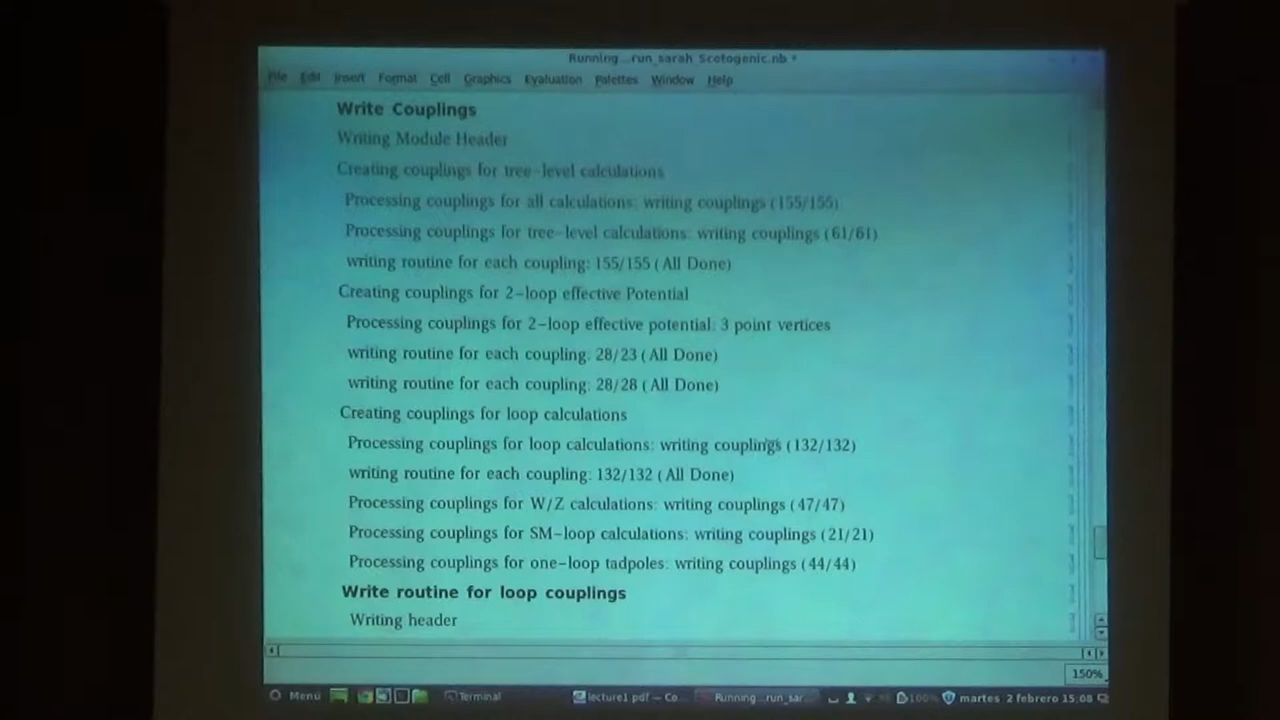 Running...run_sarah Scotogenic.nb *
File Edit Insert Format Cell Graphics Evaluation Palettes Window Help
Write Couplings
Writing Module Header
Creating couplings for tree-level calculations
Processing couplings for all calculations: writing couplings (155/155)
Processing couplings for tree-level calculations: writing couplings (61/61)
writing routine for each coupling: 155/155 (All Done)
Creating couplings for 2-loop effective Potential
Processing couplings for 2-loop effective potential: 3 point vertices
writing routine for each coupling: 28/23 (All Done)
writing routine for each coupling: 28/28 (All Done)
Creating couplings for loop calculations
Processing couplings for loop calculations: writing couplings (132/132)
writing routine for each coupling: 132/132 (All Done)
Processing couplings for W/Z calculations: writing couplings (47/47)
Processing couplings for SM-loop calculations: writing couplings (21/21)
Processing couplings for one-loop tadpoles: writing couplings (44/44)
Write routine for loop couplings
Writing header
150%
Menú Terminal lecture1.pdf — Co... Running...run_sar... 100% martes 2 febrero 15:08